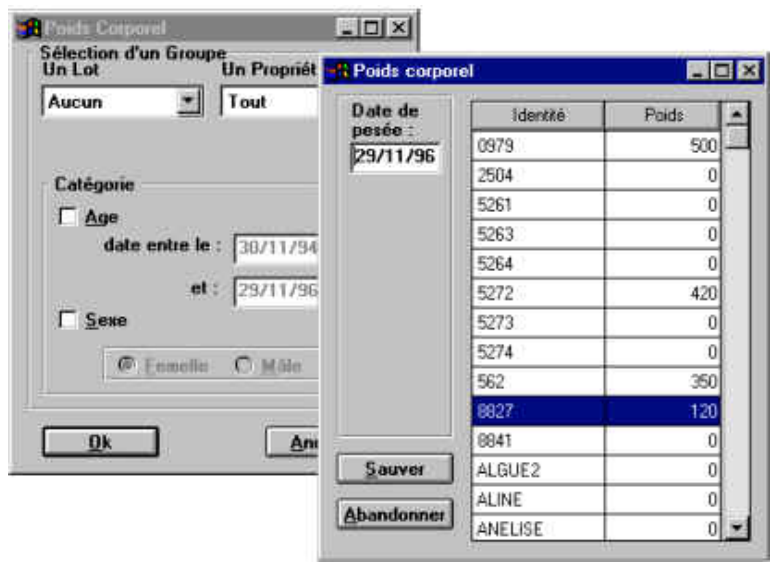 Poids Corporel
Sélection d'un Groupe
Un Lot Un Propriét
Aucun Tout
Catégorie
Age
date entre le : 30/11/94
et : 29/11/96
Sexe
Femelle Mâle
Ok An
Poids corporel
Date de
pesée :
29/11/96
Sauver
Abandonner
Identité Poids
0979 500
2504 0
5261 0
5263 0
5264 0
5272 420
5273 0
5274 0
562 350
8827 120
8841 0
ALGUE2 0
ALINE 0
ANELISE 0